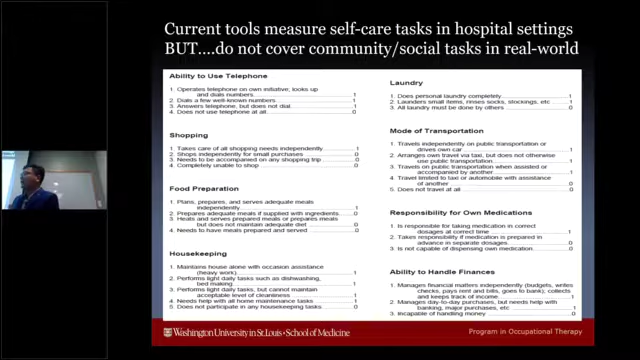 Current tools measure self-care tasks in hospital settings
BUT....do not cover community/social tasks in real-world
Ability to Use Telephone
1. Operates telephone on own initiative; looks up
and dials numbers 1
2. Dials a few well-known numbers 1
3. Answers telephone, but does not dial 1
4. Does not use telephone at all 0
Shopping
1. Takes care of all shopping needs independently 1
2. Shops independently for small purchases 0
3. Needs to be accompanied on any shopping trip 0
4. Completely unable to shop 0
Food Preparation
1. Plans, prepares, and serves adequate meals
independently 1
2. Prepares adequate meals if supplied with ingredients 0
3. Heats and serves prepared meals or prepares meals
but does not maintain adequate diet 0
4. Needs to have meals prepared and served 0
Housekeeping
1. Maintains house alone with occasion assistance
(heavy work) 1
2. Performs light daily tasks such as dishwashing,
bed making 1
3. Performs light daily tasks, but cannot maintain
acceptable level of cleanliness 1
4. Needs help with all home maintenance tasks 1
5. Does not participate in any housekeeping tasks 0
Laundry
1. Does personal laundry completely 1
2. Launders small items, rinses socks, stockings, etc 1
3. All laundry must be done by others 0
Mode of Transportation
1. Travels independently on public transportation or
drives own car 1
2. Arranges own travel via taxi, but does not otherwise
use public transportation 1
3. Travels on public transportation when assisted or
accompanied by another 1
4. Travel limited to taxi or automobile with assistance
of another 0
5. Does not travel at all 0
Responsibility for Own Medications
1. Is responsible for taking medication in correct
dosages at correct time 1
2. Takes responsibility if medication is prepared in
advance in separate dosages 0
3. Is not capable of dispensing own medication 0
Ability to Handle Finances
1. Manages financial matters independently (budgets, writes
checks, pays rent and bills, goes to bank); collects
and keeps track of income 1
2. Manages day-to-day purchases, but needs help with
banking, major purchases, etc 1
3. Incapable of handling money 0
Washington University in St. Louis • School of Medicine
Program in Occupational Therapy